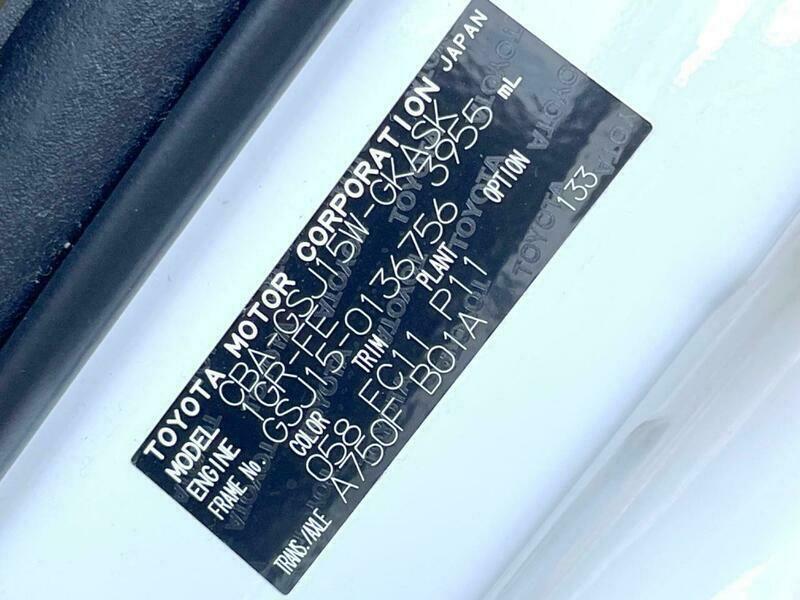 TOYOTA MOTOR CORPORATION JAPAN
MODEL CBA-GSJ15W-GKASK
ENGINE 1GR-FE 3955 mL
FRAME No. GSJ15-0136756
COLOR TRIM PLANT OPTION
058 FC11 P11 133
TRANS./AXLE A750F B01A